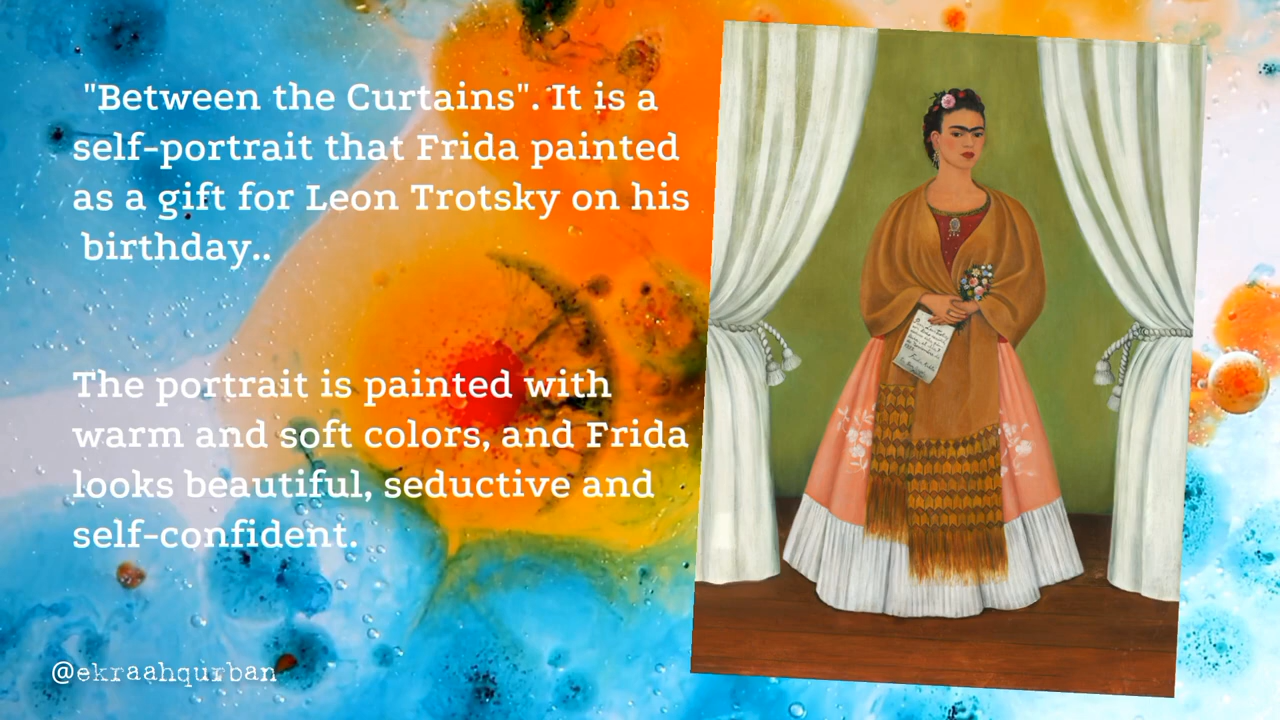 "Between the Curtains". It is a
self-portrait that Frida painted
as a gift for Leon Trotsky on his
birthday..
The portrait is painted with
warm and soft colors, and Frida
looks beautiful, seductive and
self-confident.
@ekraahqurban